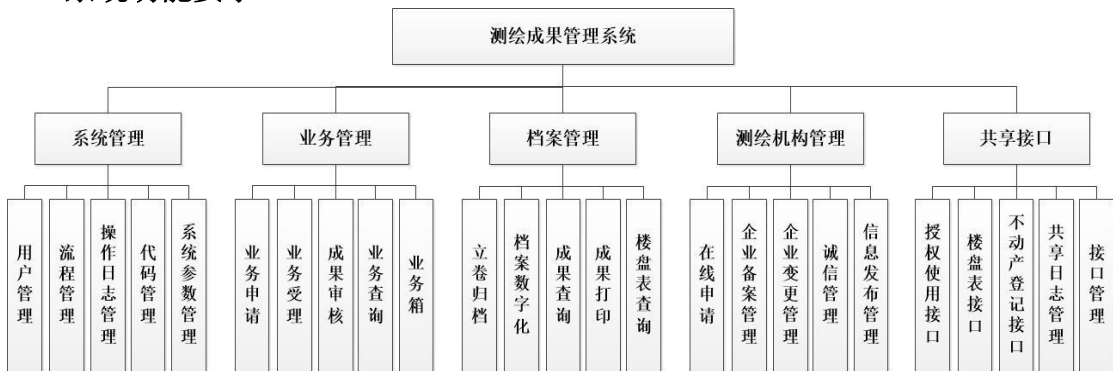 测绘成果管理系统
系统管理
业务管理
档案管理
测绘机构管理
共享接口
用户管理
流程管理
操作日志管理
代码管理
系统参数管理
业务申请
业务受理
成果审核
业务查询
业务箱
立卷归档
档案数字化
成果查询
成果打印
楼盘表查询
在线申请
企业备案管理
企业变更管理
诚信管理
信息发布管理
授权使用接口
楼盘表接口
不动产登记接口
共享日志管理
接口管理